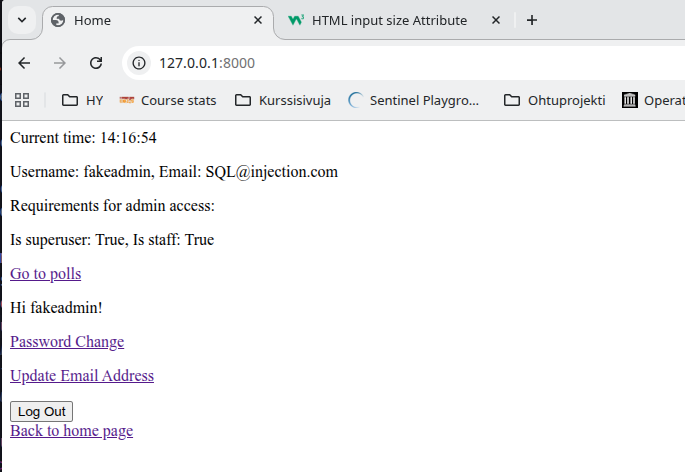 Home
HTML input size Attribute
127.0.0.1:8000
HY
Course stats
Kurssisivuja
Sentinel Playgro...
Ohtuprojekti
Operat
Current time: 14:16:54
Username: fakeadmin, Email: SQL@injection.com
Requirements for admin access:
Is superuser: True, Is staff: True
Go to polls
Hi fakeadmin!
Password Change
Update Email Address
Log Out
Back to home page